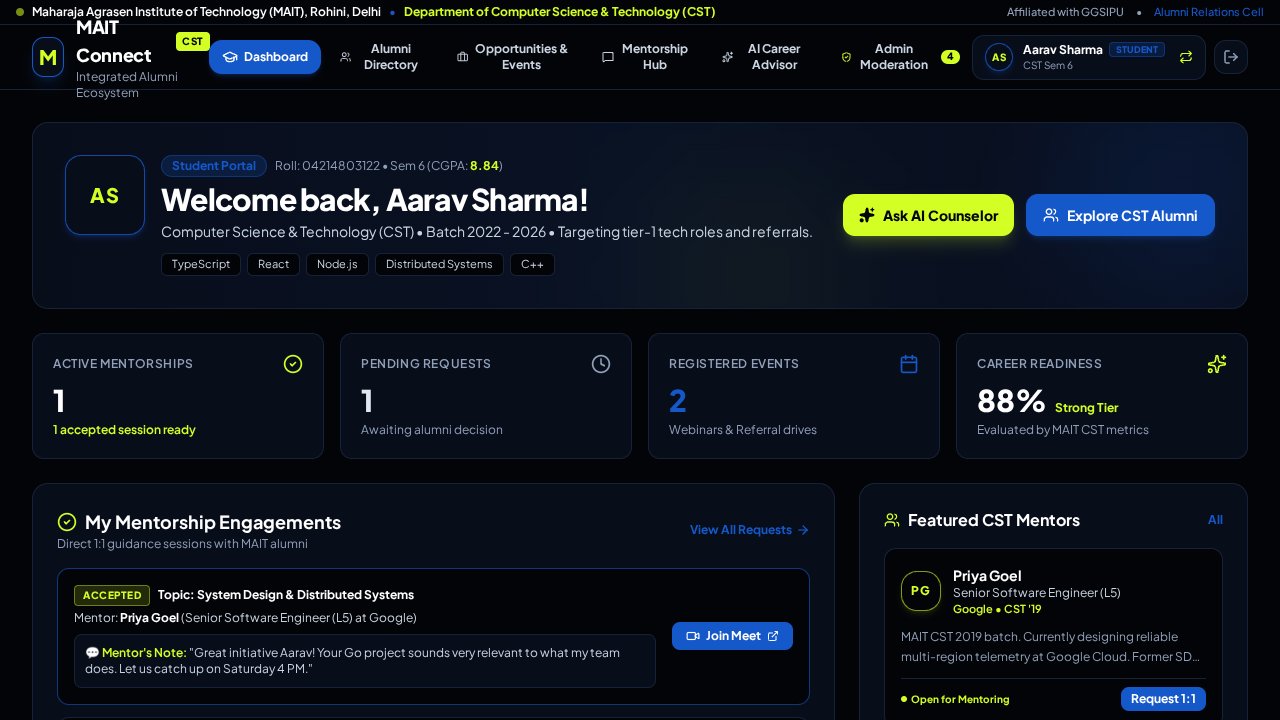 Maharaja Agrasen Institute of Technology (MAIT), Rohini, Delhi • Department of Computer Science & Technology (CST)
Affiliated with GGSIPU • Alumni Relations Cell
M
MAIT
Connect
CST
Integrated Alumni
Ecosystem
Dashboard
Alumni
Directory
Opportunities &
Events
Mentorship
Hub
AI Career
Advisor
Admin
Moderation
4
AS
Aarav Sharma STUDENT
CST Sem 6
AS
Student Portal Roll: 04214803122 • Sem 6 (CGPA: 8.84)
Welcome back, Aarav Sharma!
Computer Science & Technology (CST) • Batch 2022 - 2026 • Targeting tier-1 tech roles and referrals.
TypeScript React Node.js Distributed Systems C++
Ask AI Counselor
Explore CST Alumni
ACTIVE MENTORSHIPS
1
1 accepted session ready
PENDING REQUESTS
1
Awaiting alumni decision
REGISTERED EVENTS
2
Webinars & Referral drives
CAREER READINESS
88% Strong Tier
Evaluated by MAIT CST metrics
My Mentorship Engagements
Direct 1:1 guidance sessions with MAIT alumni
View All Requests →
ACCEPTED Topic: System Design & Distributed Systems
Mentor: Priya Goel (Senior Software Engineer (L5) at Google)
💬 Mentor's Note: "Great initiative Aarav! Your Go project sounds very relevant to what my team
does. Let us catch up on Saturday 4 PM."
Join Meet
Featured CST Mentors
All
PG
Priya Goel
Senior Software Engineer (L5)
Google • CST '19
MAIT CST 2019 batch. Currently designing reliable
multi-region telemetry at Google Cloud. Former SD...
Open for Mentoring
Request 1:1